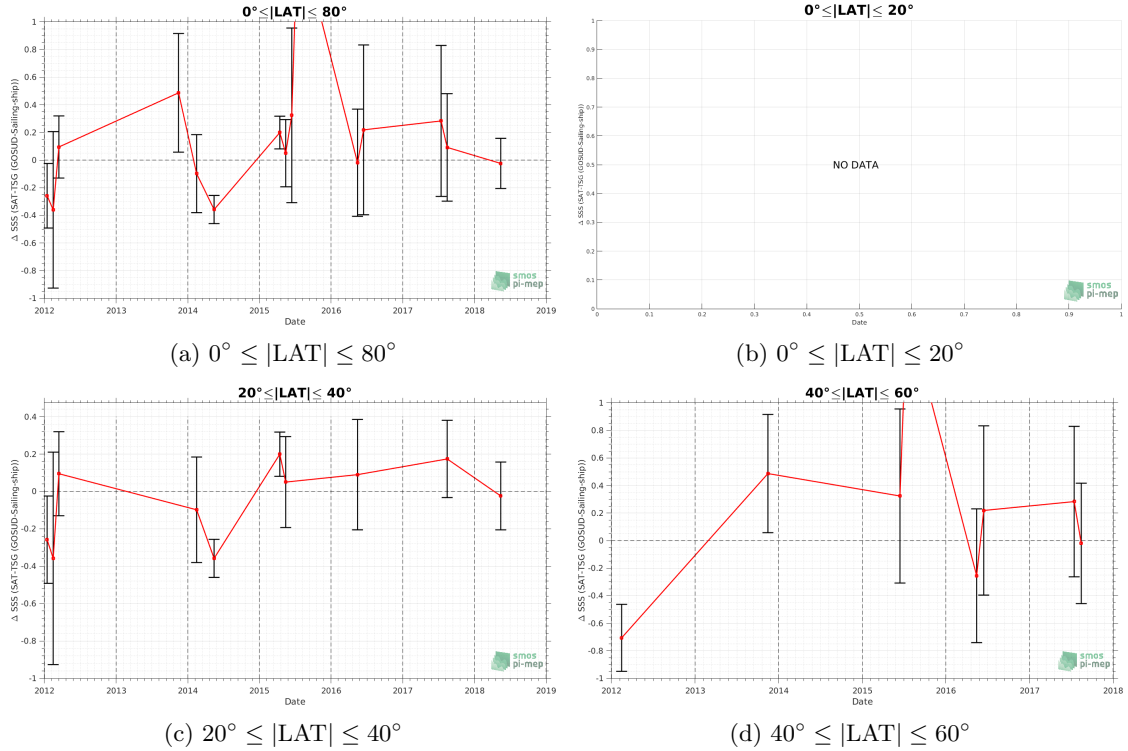 0°≤|LAT|≤ 80°
Δ SSS (SAT-TSG (GOSUD-Sailing-ship))
1
0.8
0.6
0.4
0.2
0
-0.2
-0.4
-0.6
-0.8
-1
2012 2013 2014 2015 2016 2017 2018 2019
Date
smos
pi-mep
(a) 0° ≤ |LAT| ≤ 80°
0°≤|LAT|≤ 20°
Δ SSS (SAT-TSG (GOSUD-Sailing-ship))
1
0.9
0.8
0.7
0.6
0.5
0.4
0.3
0.2
0.1
0
NO DATA
0 0.1 0.2 0.3 0.4 0.5 0.6 0.7 0.8 0.9 1
Date
smos
pi-mep
(b) 0° ≤ |LAT| ≤ 20°
20°≤|LAT|≤ 40°
Δ SSS (SAT-TSG (GOSUD-Sailing-ship))
0.4
0.2
0
-0.2
-0.4
-0.6
-0.8
-1
2012 2013 2014 2015 2016 2017 2018 2019
Date
smos
pi-mep
(c) 20° ≤ |LAT| ≤ 40°
40°≤|LAT|≤ 60°
Δ SSS (SAT-TSG (GOSUD-Sailing-ship))
1
0.8
0.6
0.4
0.2
0
-0.2
-0.4
-0.6
-0.8
-1
2012 2013 2014 2015 2016 2017 2018
Date
smos
pi-mep
(d) 40° ≤ |LAT| ≤ 60°